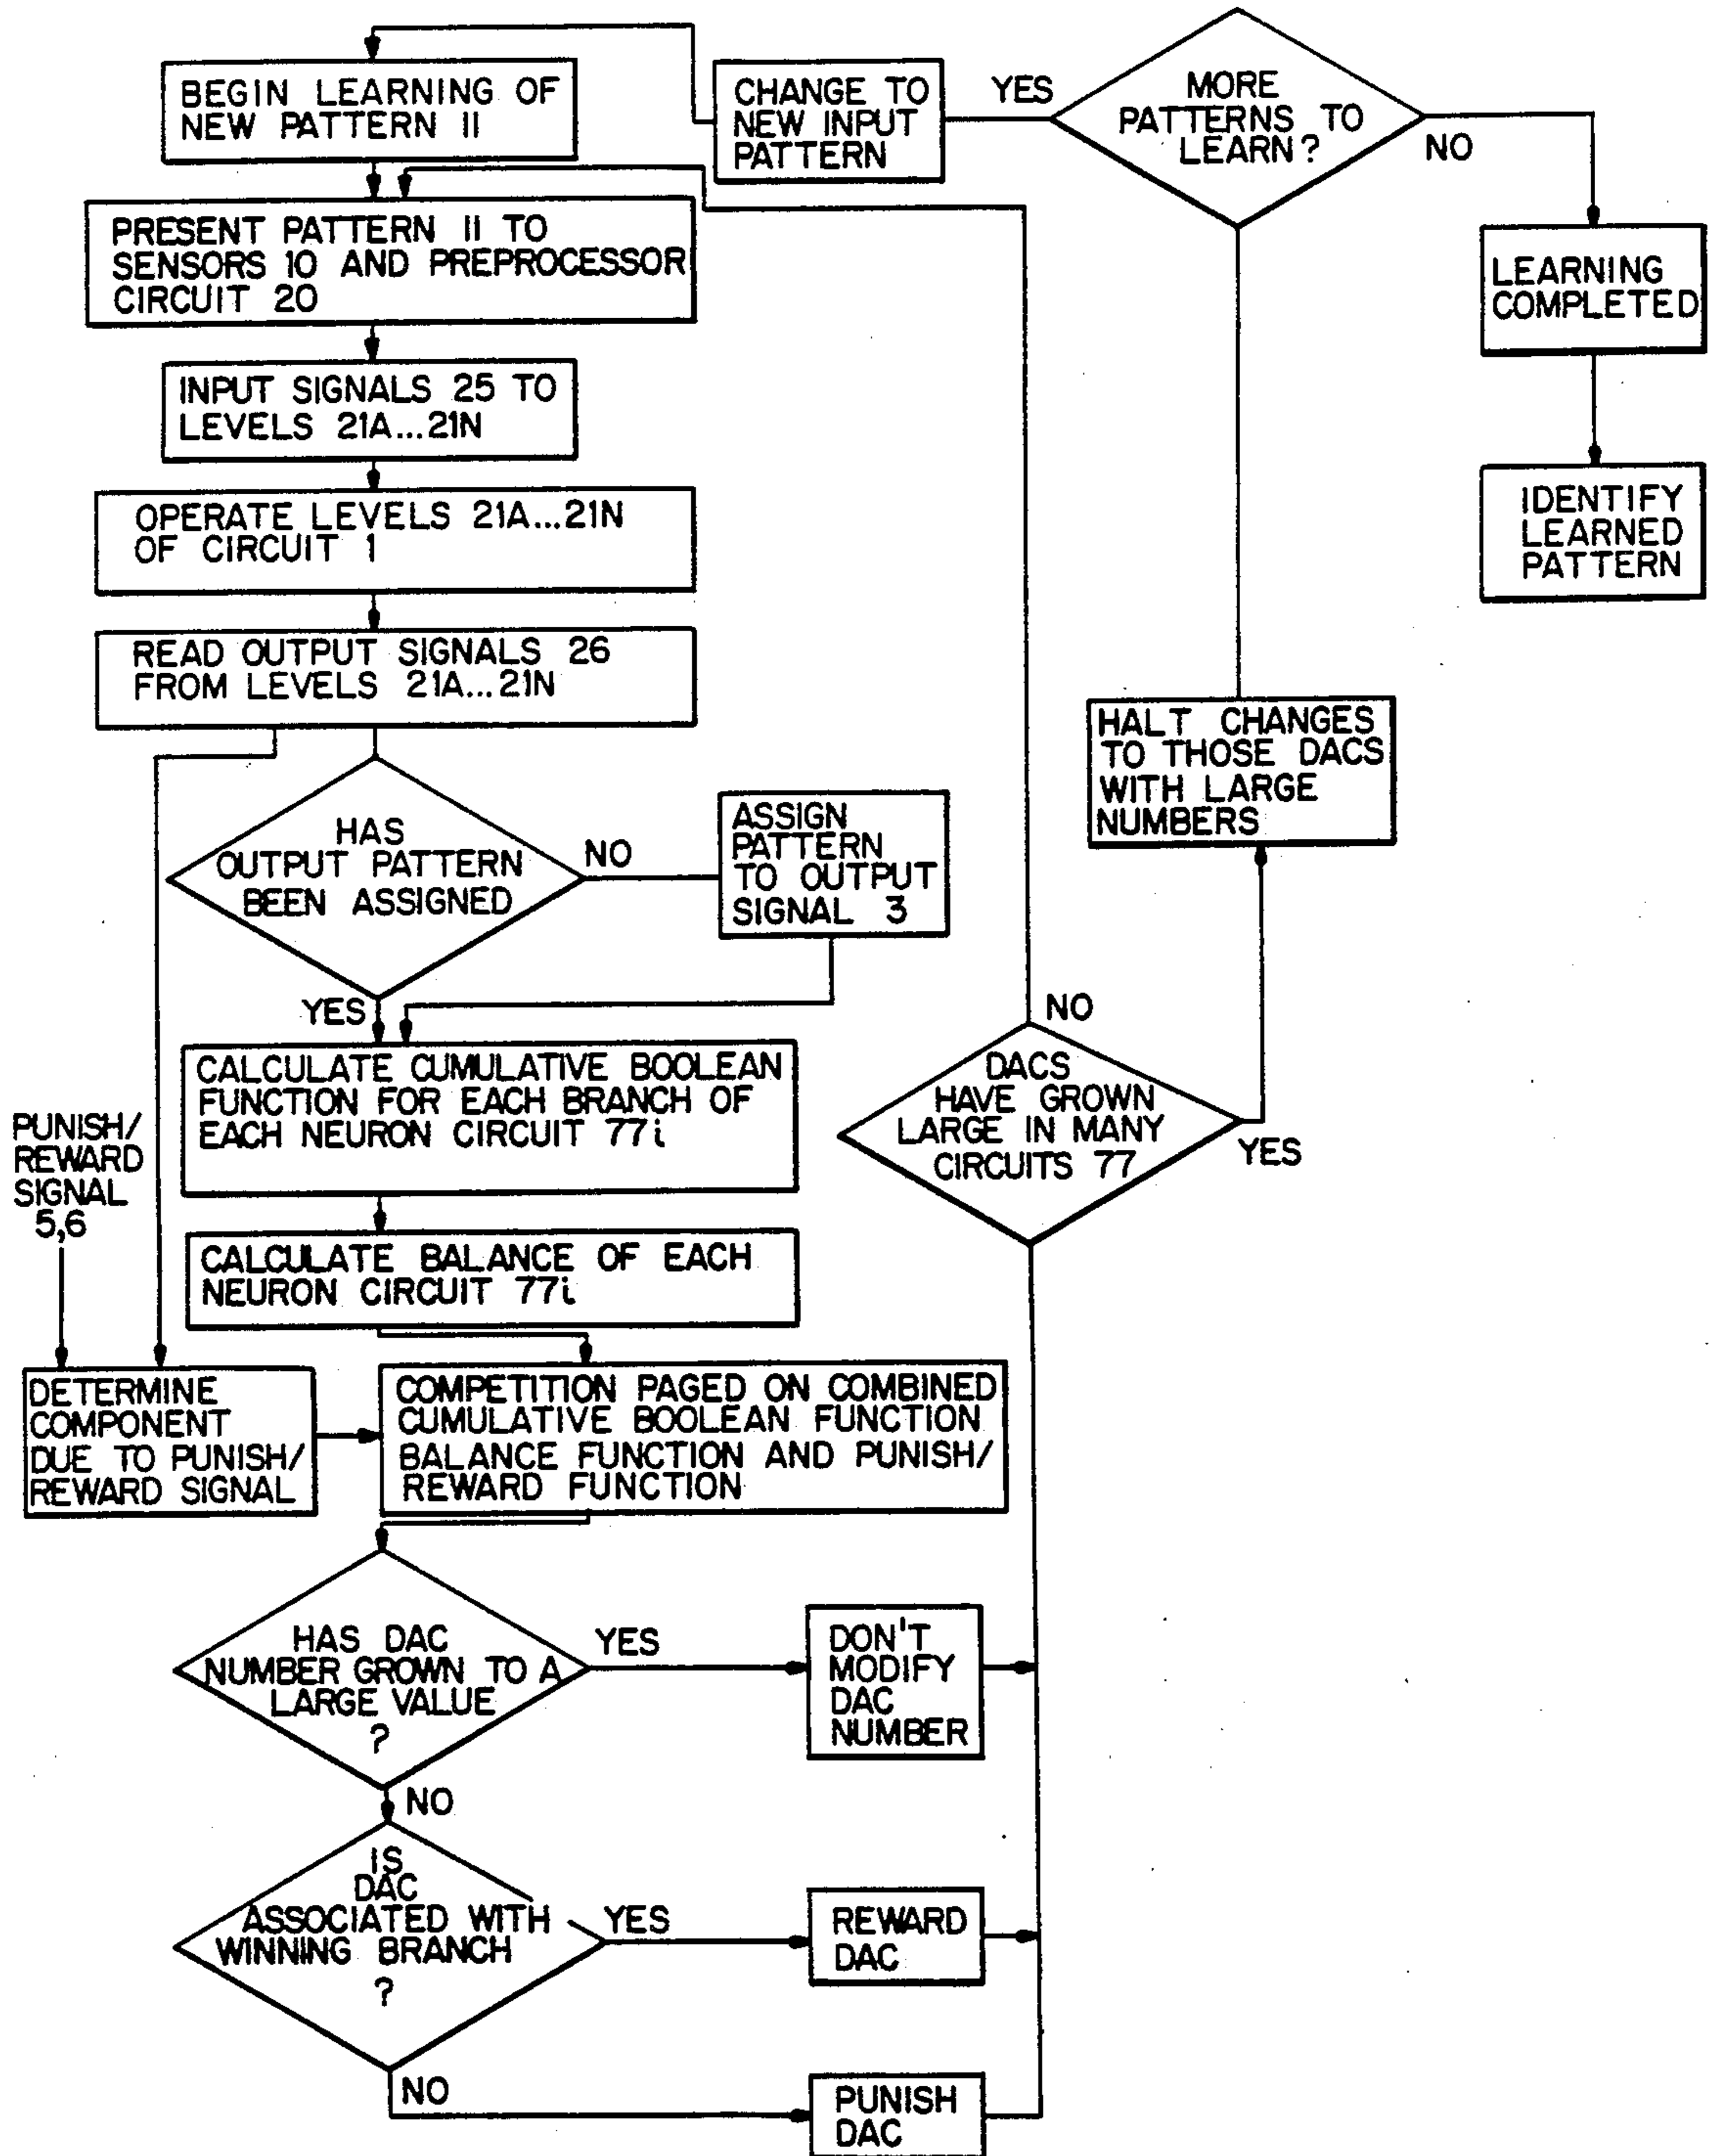 BEGIN LEARNING OF
NEW PATTERN 11
CHANGE TO
NEW INPUT
PATTERN
YES
MORE
PATTERNS TO
LEARN?
NO
PRESENT PATTERN 11 TO
SENSORS 10 AND PREPROCESSOR
CIRCUIT 20
LEARNING
COMPLETED
INPUT SIGNALS 25 TO
LEVELS 21A...21N
IDENTIFY
LEARNED
PATTERN
OPERATE LEVELS 21A...21N
OF CIRCUIT 1
READ OUTPUT SIGNALS 26
FROM LEVELS 21A...21N
HALT CHANGES
TO THOSE DACS
WITH LARGE
NUMBERS
HAS
OUTPUT PATTERN
BEEN ASSIGNED
NO
ASSIGN
PATTERN
TO OUTPUT
SIGNAL 3
YES
NO
CALCULATE CUMULATIVE BOOLEAN
FUNCTION FOR EACH BRANCH OF
EACH NEURON CIRCUIT 77i
DACS
HAVE GROWN
LARGE IN MANY
CIRCUITS 77
YES
PUNISH/
REWARD
SIGNAL
5,6
CALCULATE BALANCE OF EACH
NEURON CIRCUIT 77i
DETERMINE
COMPONENT
DUE TO PUNISH/
REWARD SIGNAL
COMPETITION PAGED ON COMBINED
CUMULATIVE BOOLEAN FUNCTION
BALANCE FUNCTION AND PUNISH/
REWARD FUNCTION
HAS DAC
NUMBER GROWN TO A
LARGE VALUE
?
YES
DON'T
MODIFY
DAC
NUMBER
NO
IS
DAC
ASSOCIATED WITH
WINNING BRANCH
?
YES
REWARD
DAC
NO
PUNISH
DAC